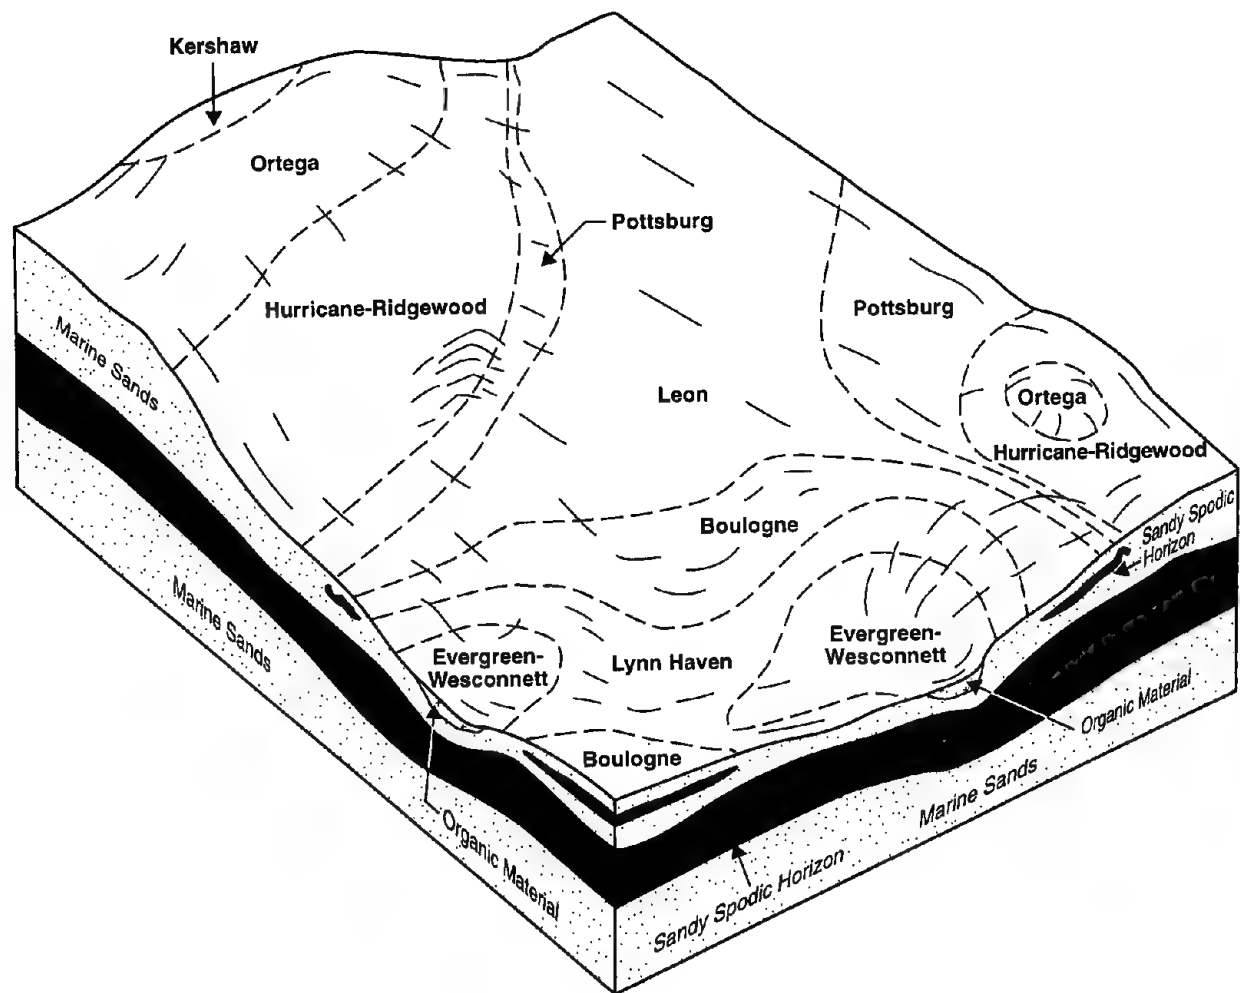 Kershaw
Ortega
Pottsburg
Hurricane-Ridgewood
Pottsburg
Leon
Ortega
Hurricane-Ridgewood
Marine Sands
Boulogne
Sandy Spodic
Horizon
Marine Sands
Evergreen-
Wesconnett
Lynn Haven
Evergreen-
Wesconnett
Organic Material
Boulogne
Marine Sands
Organic Material
Sandy Spodic Horizon